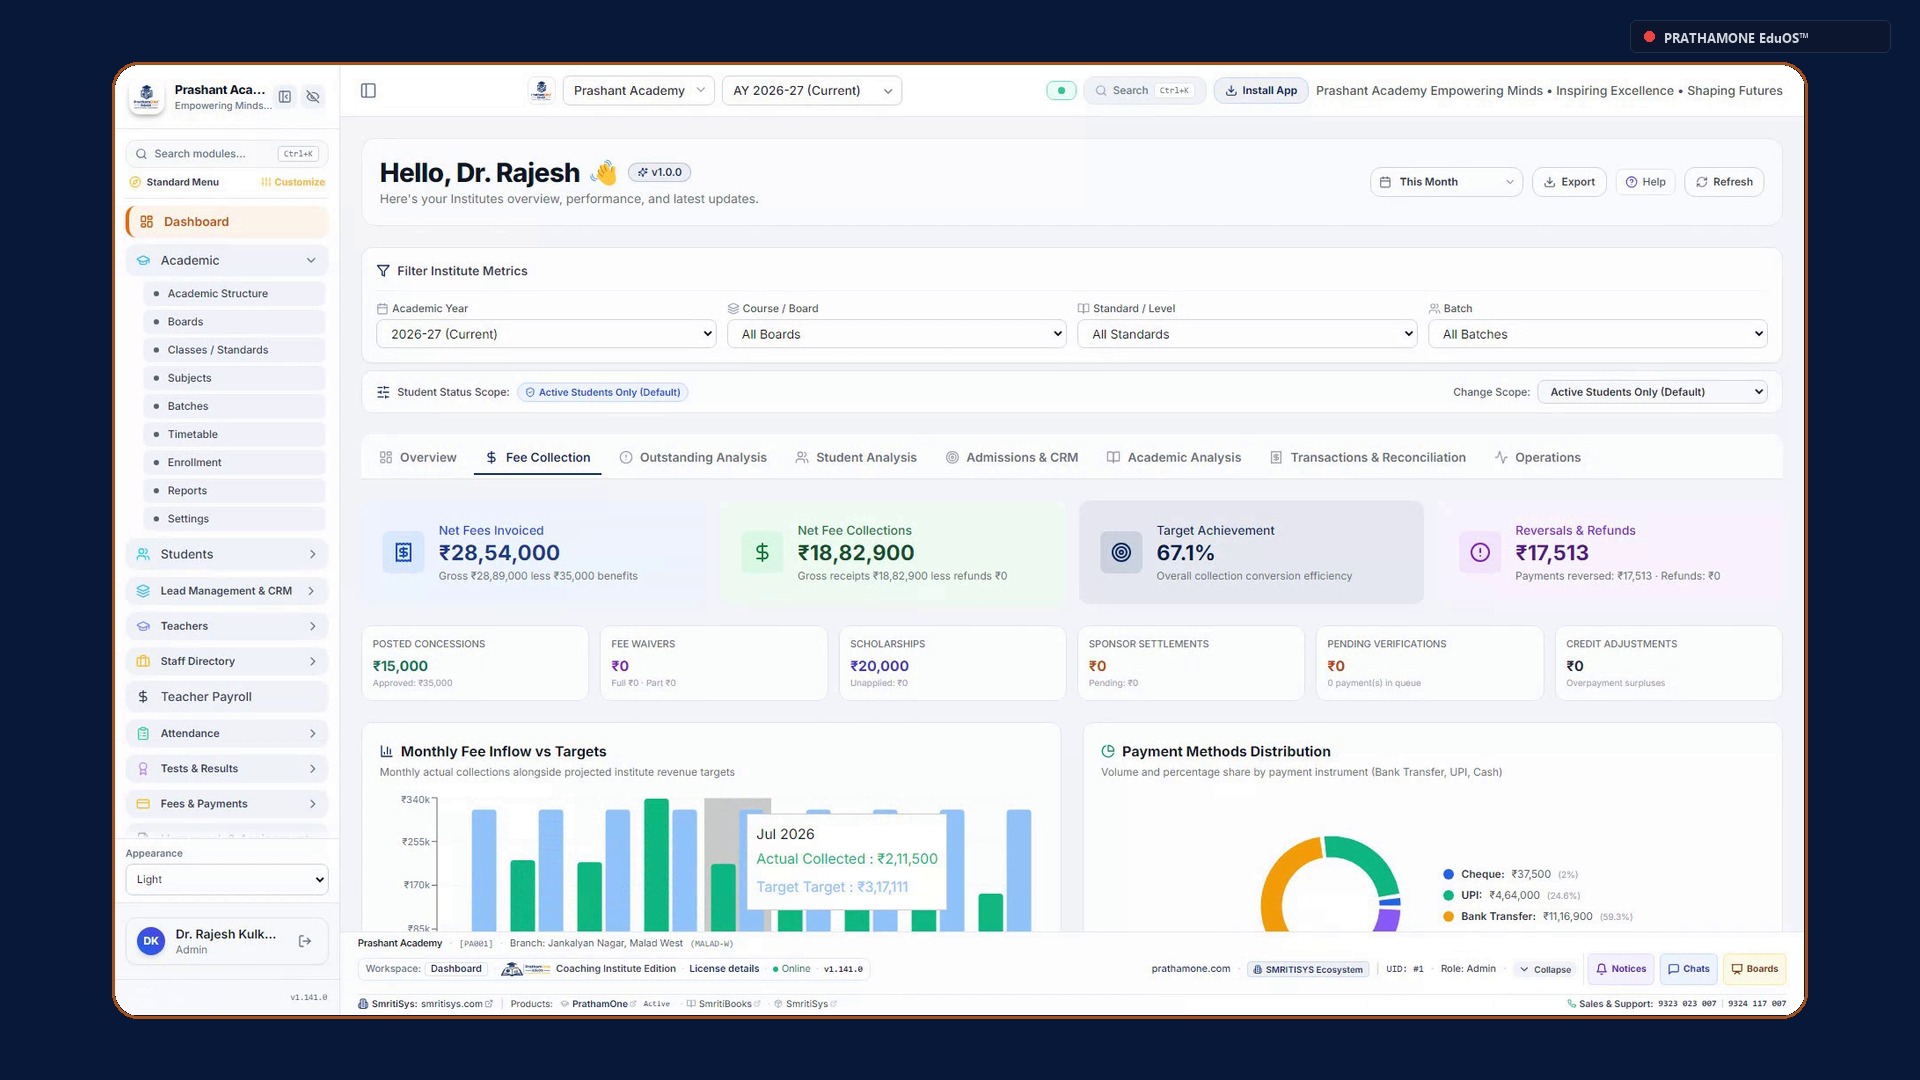 PRATHAMONE EduOS™
Prashant Aca...
Empowering Minds...
Prashant Academy
AY 2026-27 (Current)
Search Ctrl+K
Install App
Prashant Academy Empowering Minds • Inspiring Excellence • Shaping Futures
Search modules... Ctrl+K
Standard Menu
Customize
Dashboard
Academic
Academic Structure
Boards
Classes / Standards
Subjects
Batches
Timetable
Enrollment
Reports
Settings
Students
Lead Management & CRM
Teachers
Staff Directory
Teacher Payroll
Attendance
Tests & Results
Fees & Payments
Appearance
Light
DK
Dr. Rajesh Kulk...
Admin
v1.141.0
Hello, Dr. Rajesh 👋 v1.0.0
Here's your Institutes overview, performance, and latest updates.
This Month
Export
Help
Refresh
Filter Institute Metrics
Academic Year
2026-27 (Current)
Course / Board
All Boards
Standard / Level
All Standards
Batch
All Batches
Student Status Scope: Active Students Only (Default)
Change Scope: Active Students Only (Default)
Overview
Fee Collection
Outstanding Analysis
Student Analysis
Admissions & CRM
Academic Analysis
Transactions & Reconciliation
Operations
Net Fees Invoiced
₹28,54,000
Gross ₹28,89,000 less ₹35,000 benefits
Net Fee Collections
₹18,82,900
Gross receipts ₹18,82,900 less refunds ₹0
Target Achievement
67.1%
Overall collection conversion efficiency
Reversals & Refunds
₹17,513
Payments reversed: ₹17,513 · Refunds: ₹0
POSTED CONCESSIONS
₹15,000
Approved: ₹35,000
FEE WAIVERS
₹0
Full ₹0 · Part ₹0
SCHOLARSHIPS
₹20,000
Unapplied: ₹0
SPONSOR SETTLEMENTS
₹0
Pending: ₹0
PENDING VERIFICATIONS
₹0
0 payment(s) in queue
CREDIT ADJUSTMENTS
₹0
Overpayment surpluses
Monthly Fee Inflow vs Targets
Monthly actual collections alongside projected institute revenue targets
₹340k
₹255k
₹170k
₹85k
Jul 2026
Actual Collected : ₹2,11,500
Target Target : ₹3,17,111
Payment Methods Distribution
Volume and percentage share by payment instrument (Bank Transfer, UPI, Cash)
Cheque: ₹37,500 (2%)
UPI: ₹4,64,000 (24.6%)
Bank Transfer: ₹11,16,900 (59.3%)
Prashant Academy · [PA001] · Branch: Jankalyan Nagar, Malad West (MALAD-W)
Workspace: Dashboard · Coaching Institute Edition · License details · Online · v1.141.0
prathamone.com · SMRITISYS Ecosystem | UID: #1 · Role: Admin · Collapse
Notices
Chats
Boards
SmritiSys: smritisys.com | Products: PrathamOne Active · SmritiBooks · SmritiSys
Sales & Support: 9323 023 007 | 9324 117 007